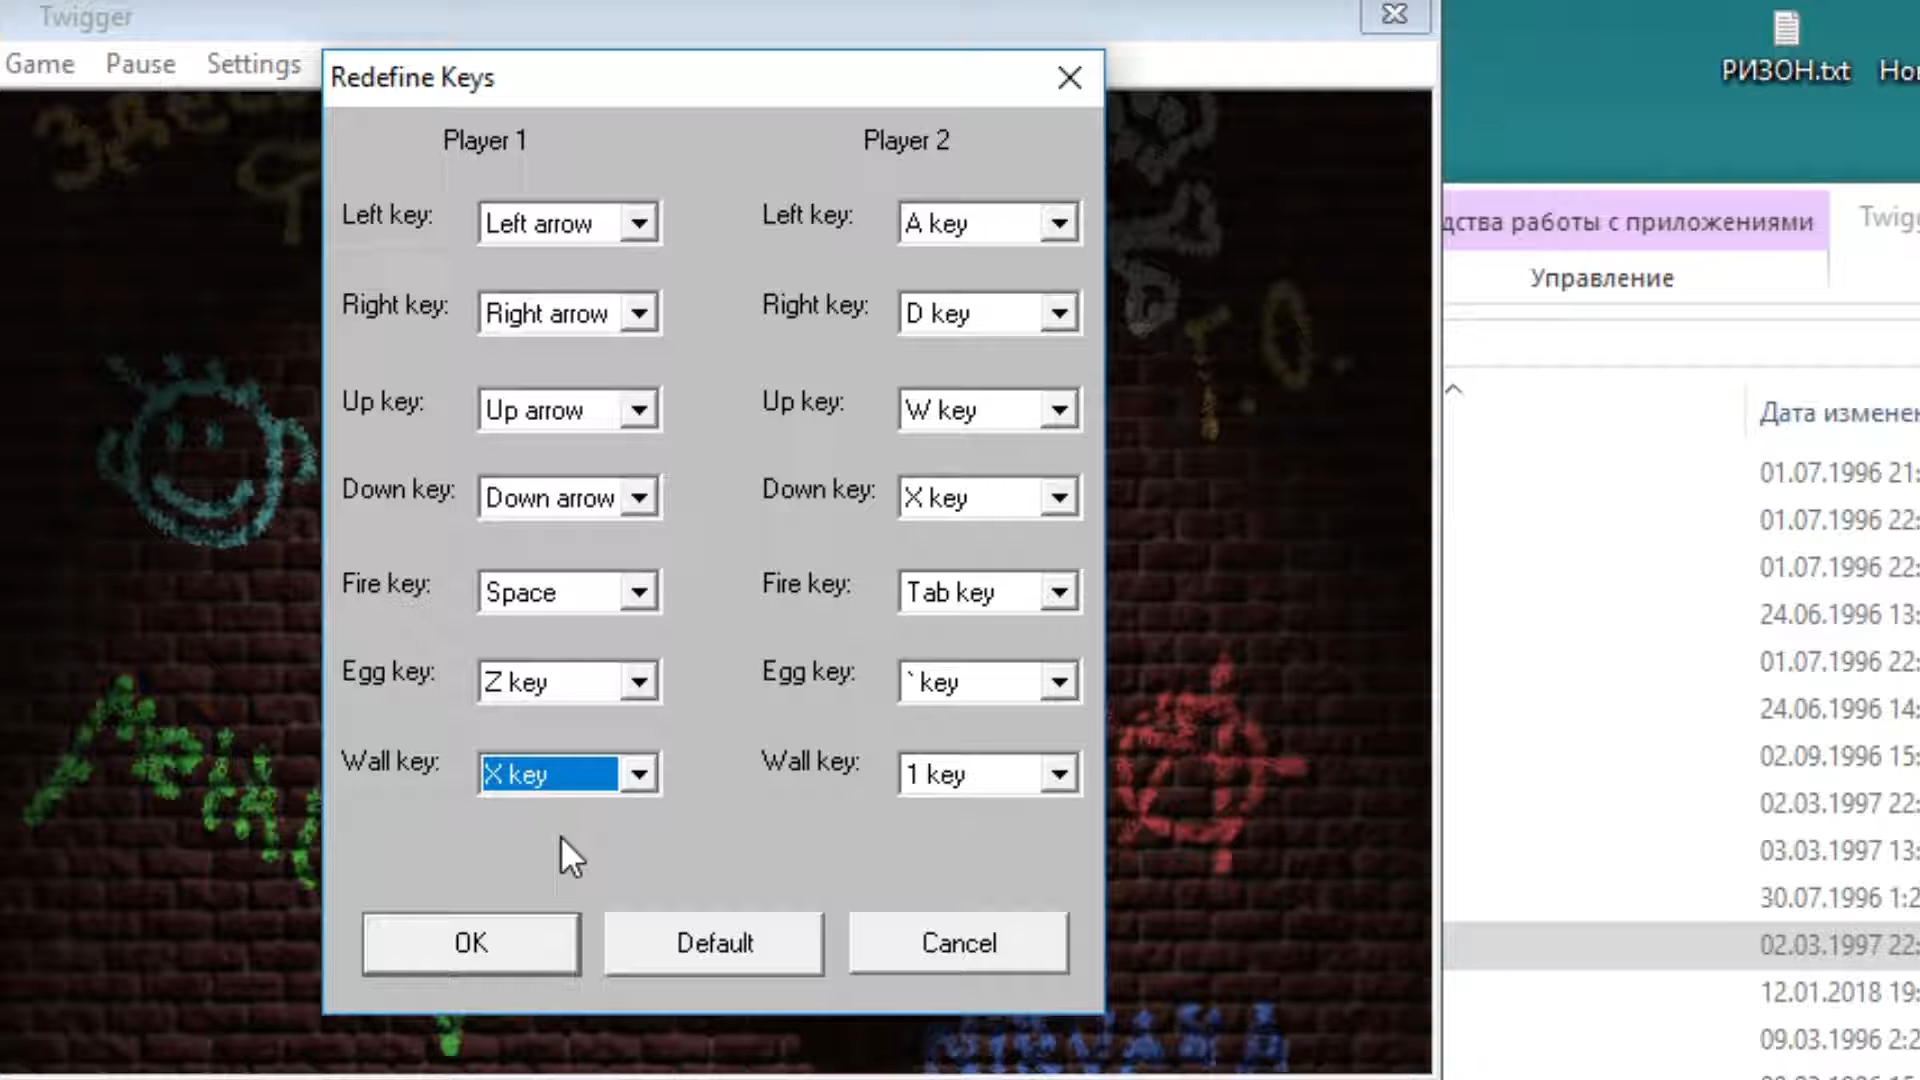 Twigger
Game Pause Settings
Redefine Keys
Player 1
Player 2
Left key: Left arrow
Left key: A key
Right key: Right arrow
Right key: D key
Up key: Up arrow
Up key: W key
Down key: Down arrow
Down key: X key
Fire key: Space
Fire key: Tab key
Egg key: Z key
Egg key: ` key
Wall key: X key
Wall key: 1 key
OK Default Cancel
РИЗОН.txt
Нов
дства работы с приложениями
Twigg
Управление
Дата изменен
01.07.1996 21:
01.07.1996 22:
01.07.1996 22:
24.06.1996 13:
01.07.1996 22:
24.06.1996 14:
02.09.1996 15:
02.03.1997 22:
03.03.1997 13:
30.07.1996 1:2
02.03.1997 22:
12.01.2018 19:
09.03.1996 2:2